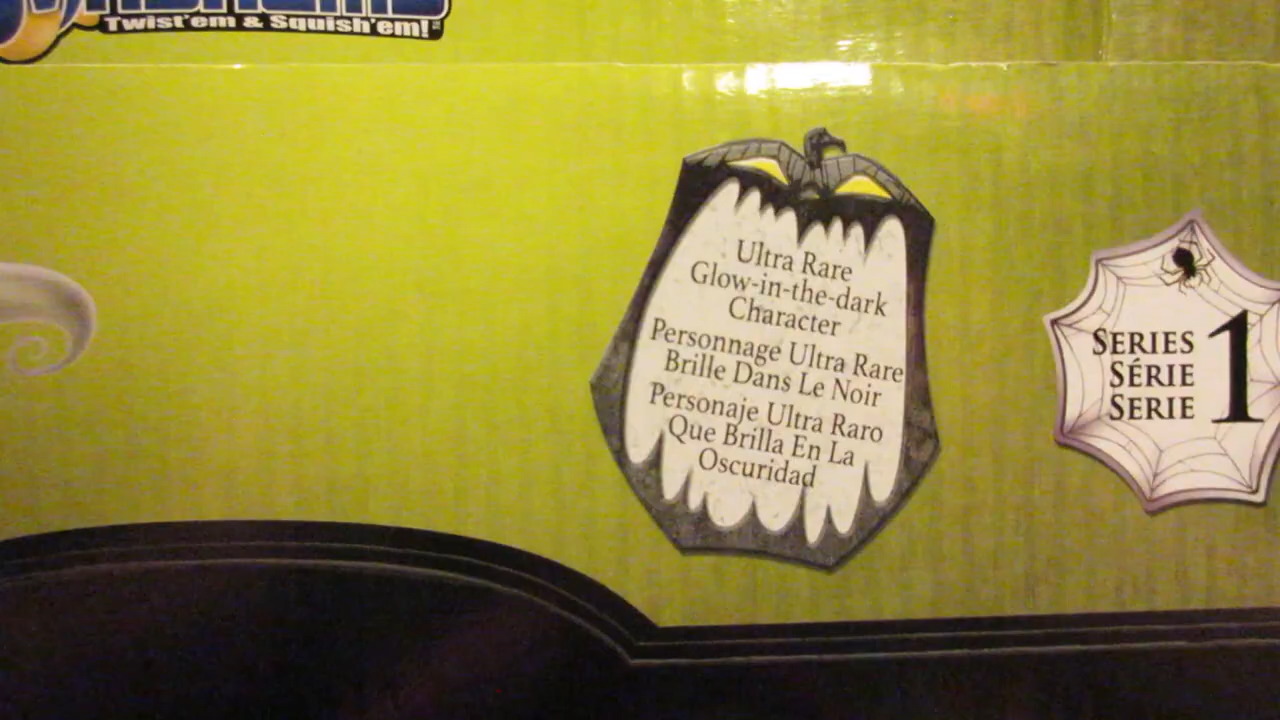 Twist'em & Squish'em!
Ultra Rare
Glow-in-the-dark
Character
Personnage Ultra Rare
Brille Dans Le Noir
Personaje Ultra Raro
Que Brilla En La
Oscuridad
SERIES
SÉRIE
SERIE
1